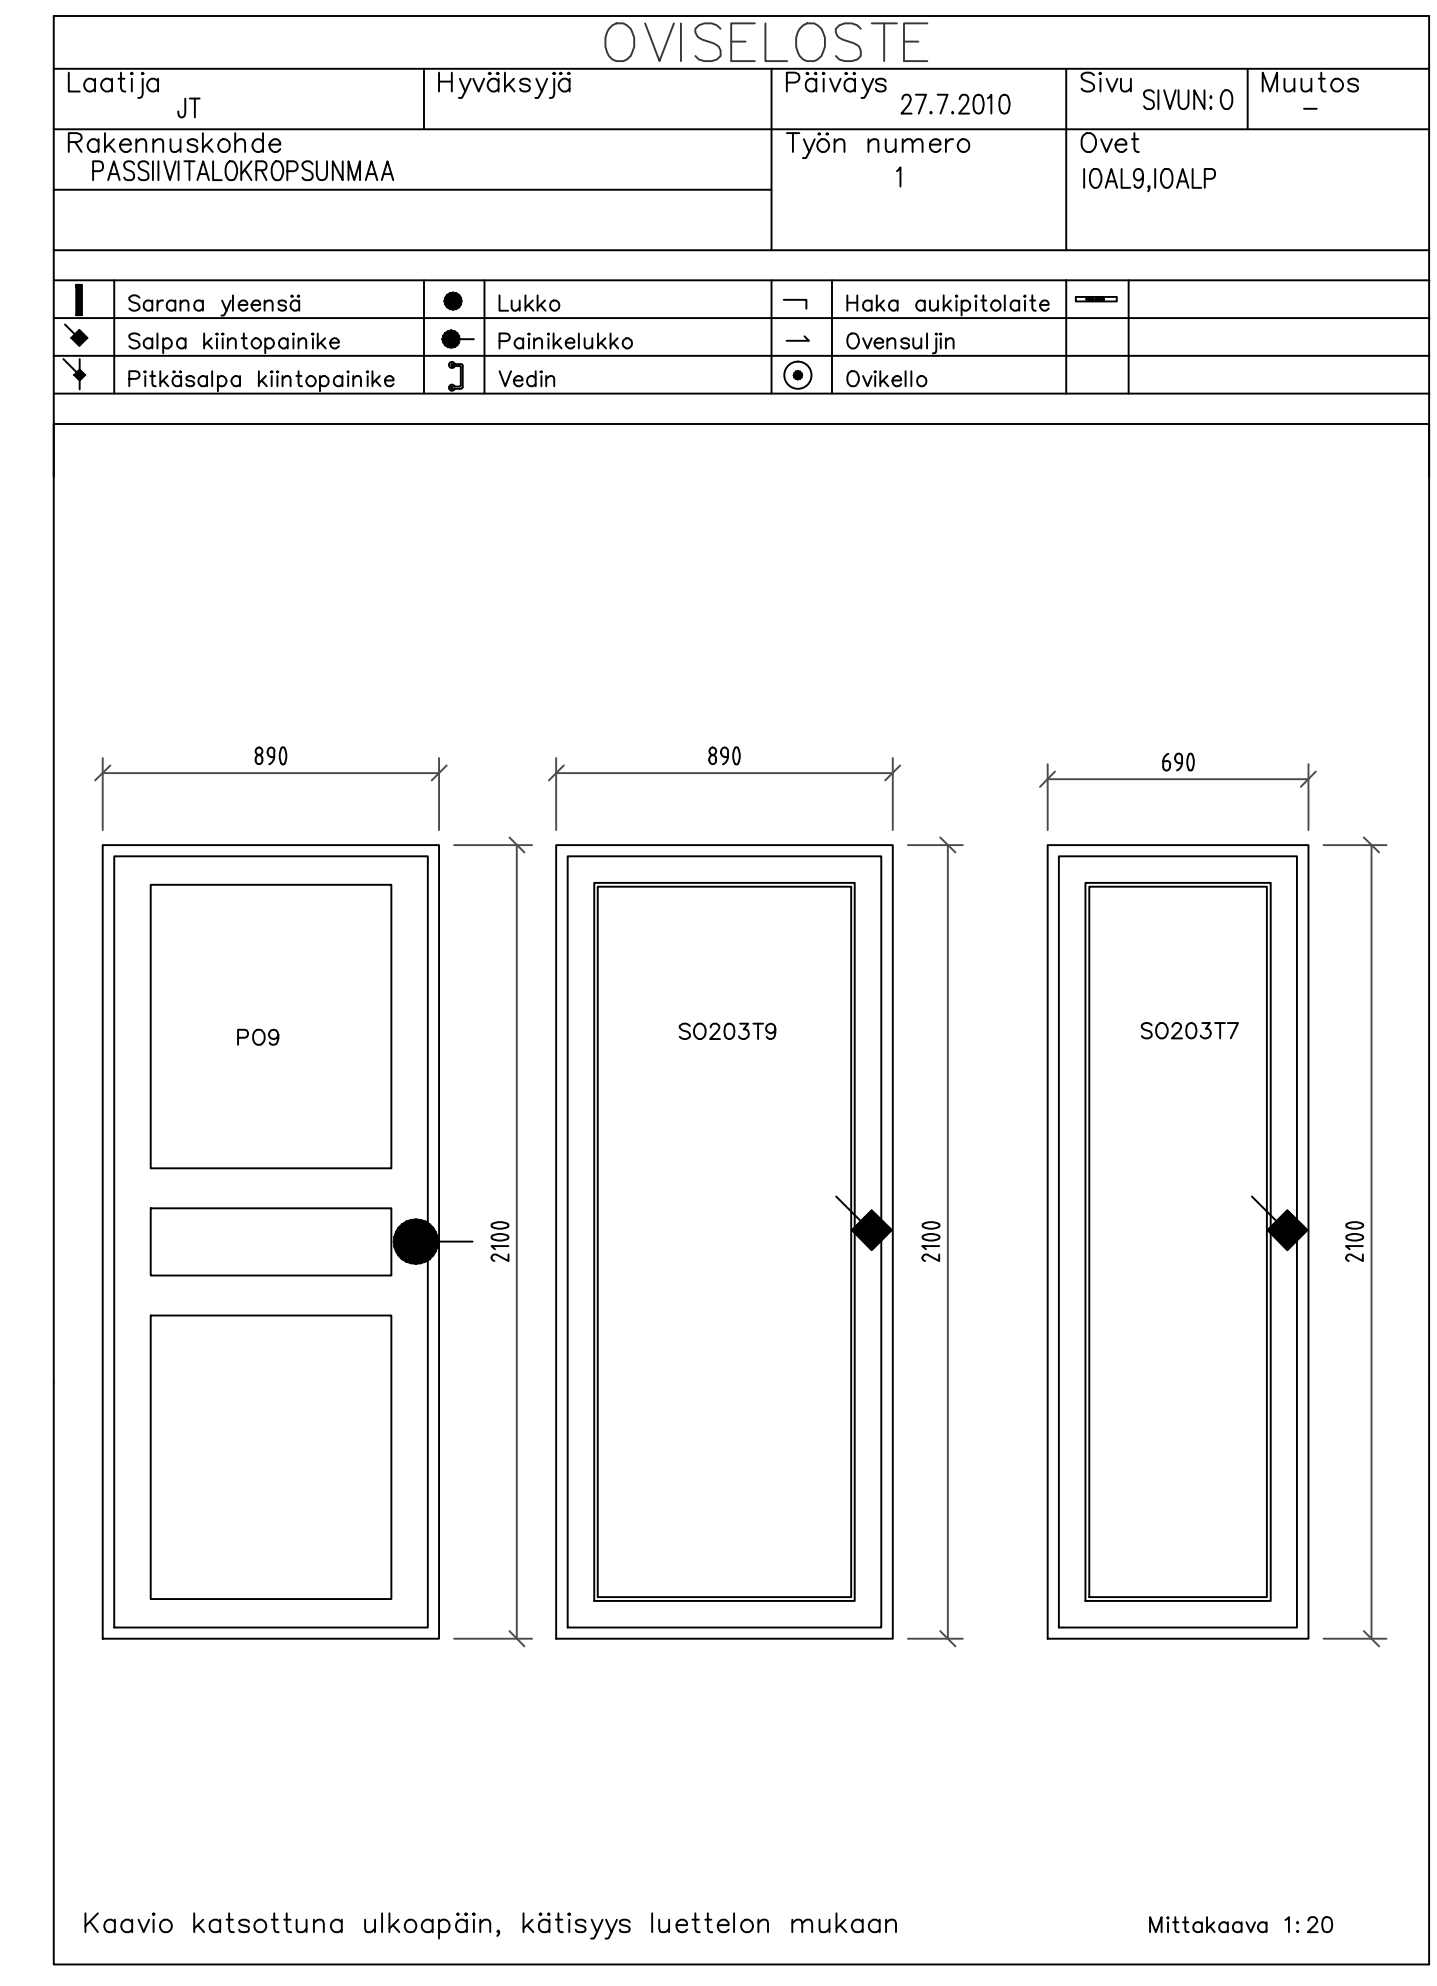 OVISELOSTE
Laatija
JT
Hyväksyjä
Päiväys
27.7.2010
Sivu
SIVUN:0
Muutos
–
Rakennuskohde
PASSIIVITALOKROPSUNMAA
Työn numero
1
Ovet
IOAL9,IOALP
Sarana yleensä
Lukko
Haka aukipitolaite
Salpa kiintopainike
Painikelukko
Ovensuljin
Pitkäsalpa kiintopainike
Vedin
Ovikello
890
890
690
PO9
SO203T9
SO203T7
2100
2100
2100
Kaavio katsottuna ulkoapäin, kätisyys luettelon mukaan
Mittakaava 1:20